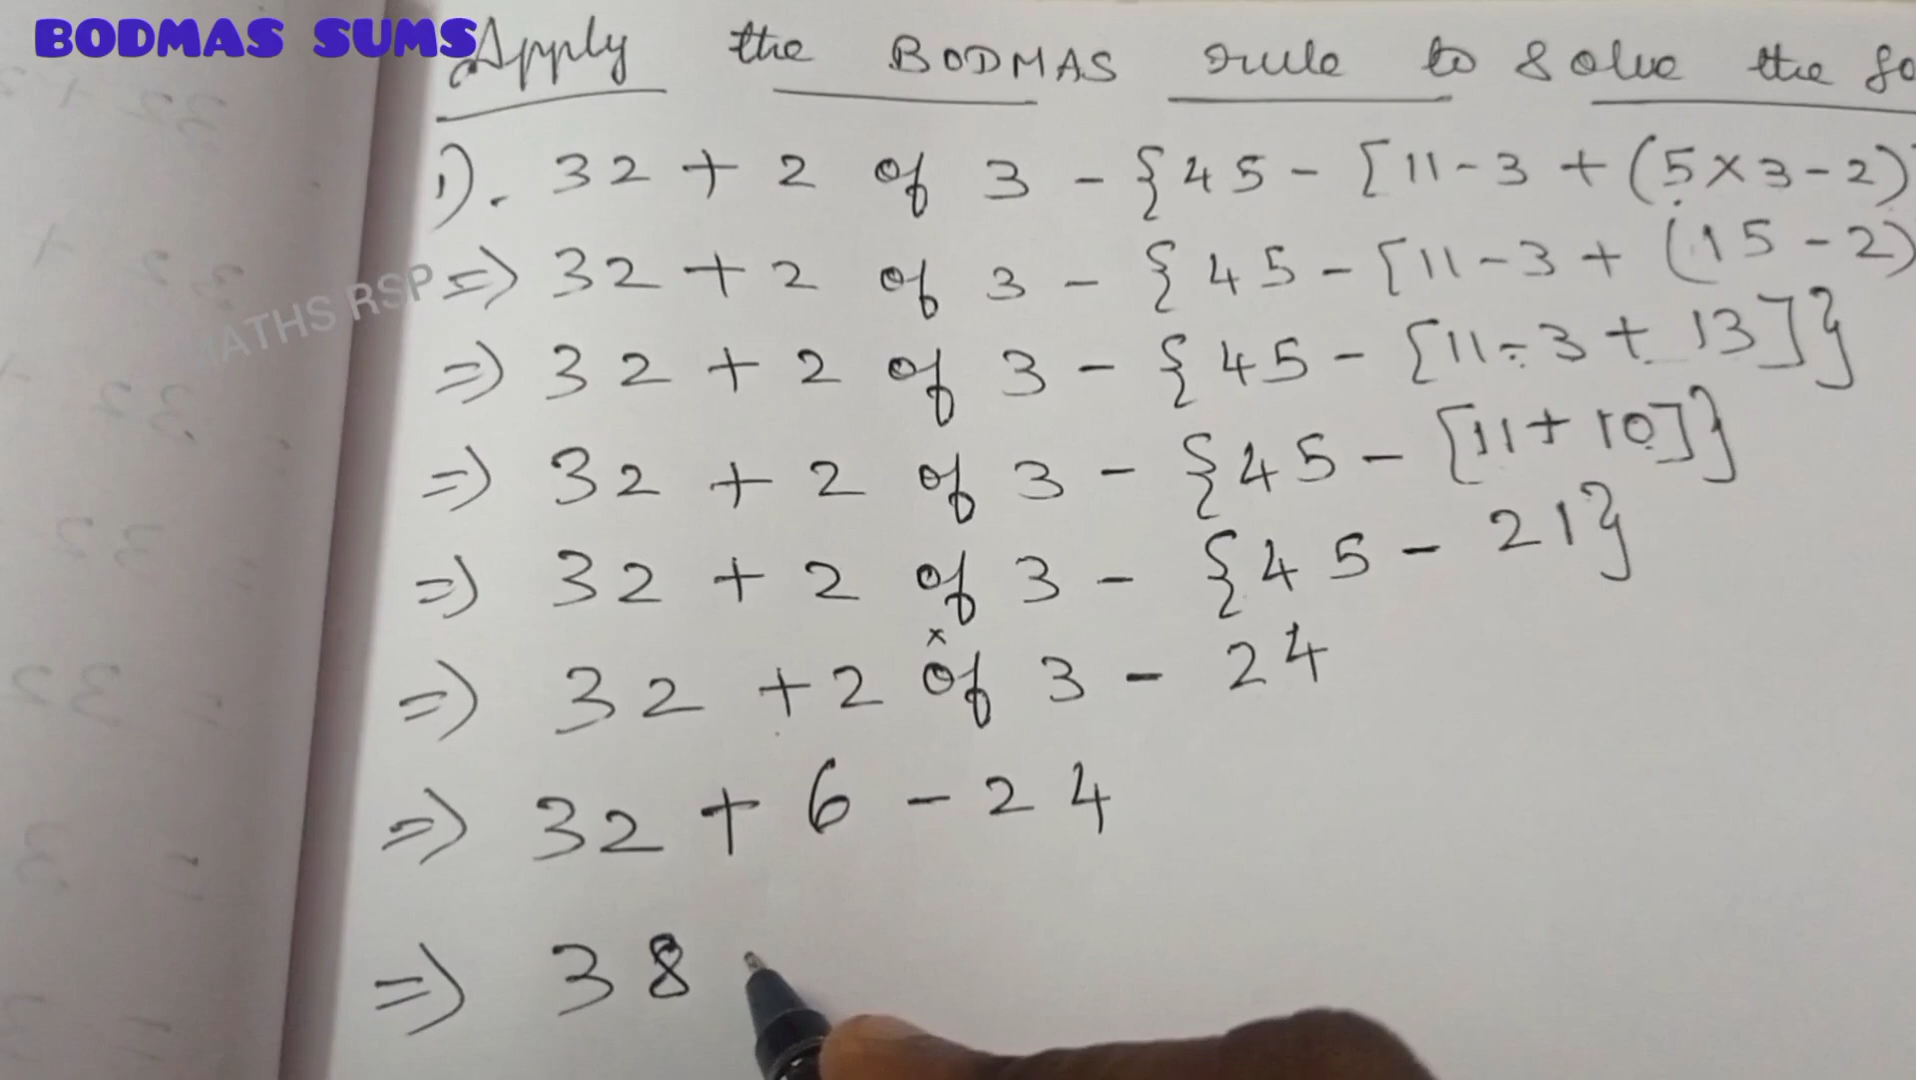 BODMAS SUMS
Apply the BODMAS rule to solve the
1). 32 + 2 of 3 - {45 - [11-3 + (5×3-2)
=> 32 + 2 of 3 - {45 - [11-3 + (15-2)
MATHS RSP
=> 32 + 2 of 3 - {45 - [11-3 + 13]}
=> 32 + 2 of 3 - {45 - [11+10]}
=> 32 + 2 of 3 - {45 - 21}
×
=> 32 + 2 of 3 - 24
=> 32 + 6 - 24
=> 38